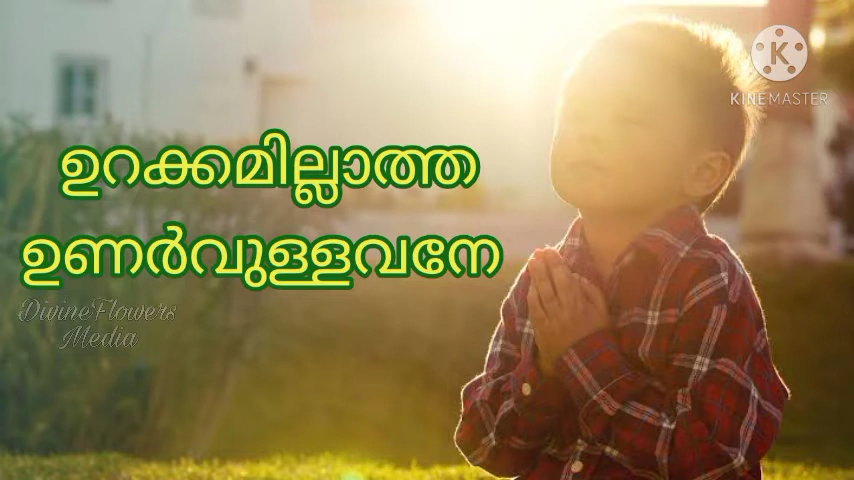 KINEMASTER
ഉറക്കമില്ലാത്ത
ഉണർവുള്ളവനേ
DivineFlowers
Media